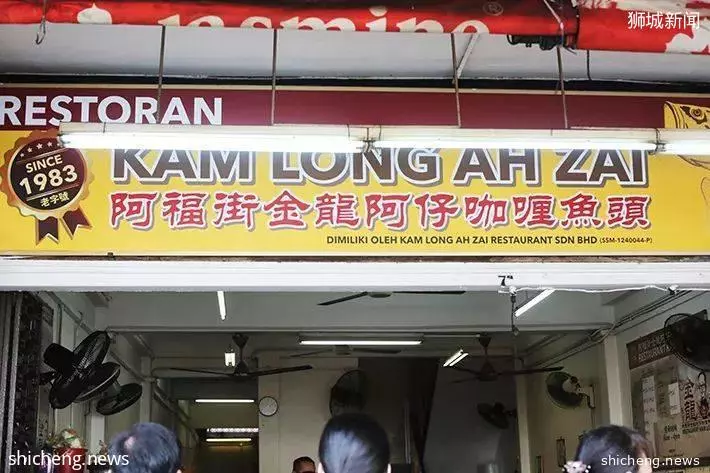 狮城新闻
jasmine
RESTORAN
KAM LONG AH ZAI
SINCE
1983
老字號
阿福街金龍阿仔咖喱魚頭
DIMILIKI OLEH KAM LONG AH ZAI RESTAURANT SDN BHD (SSM-1240044-P)
shicheng.news
shicheng.news